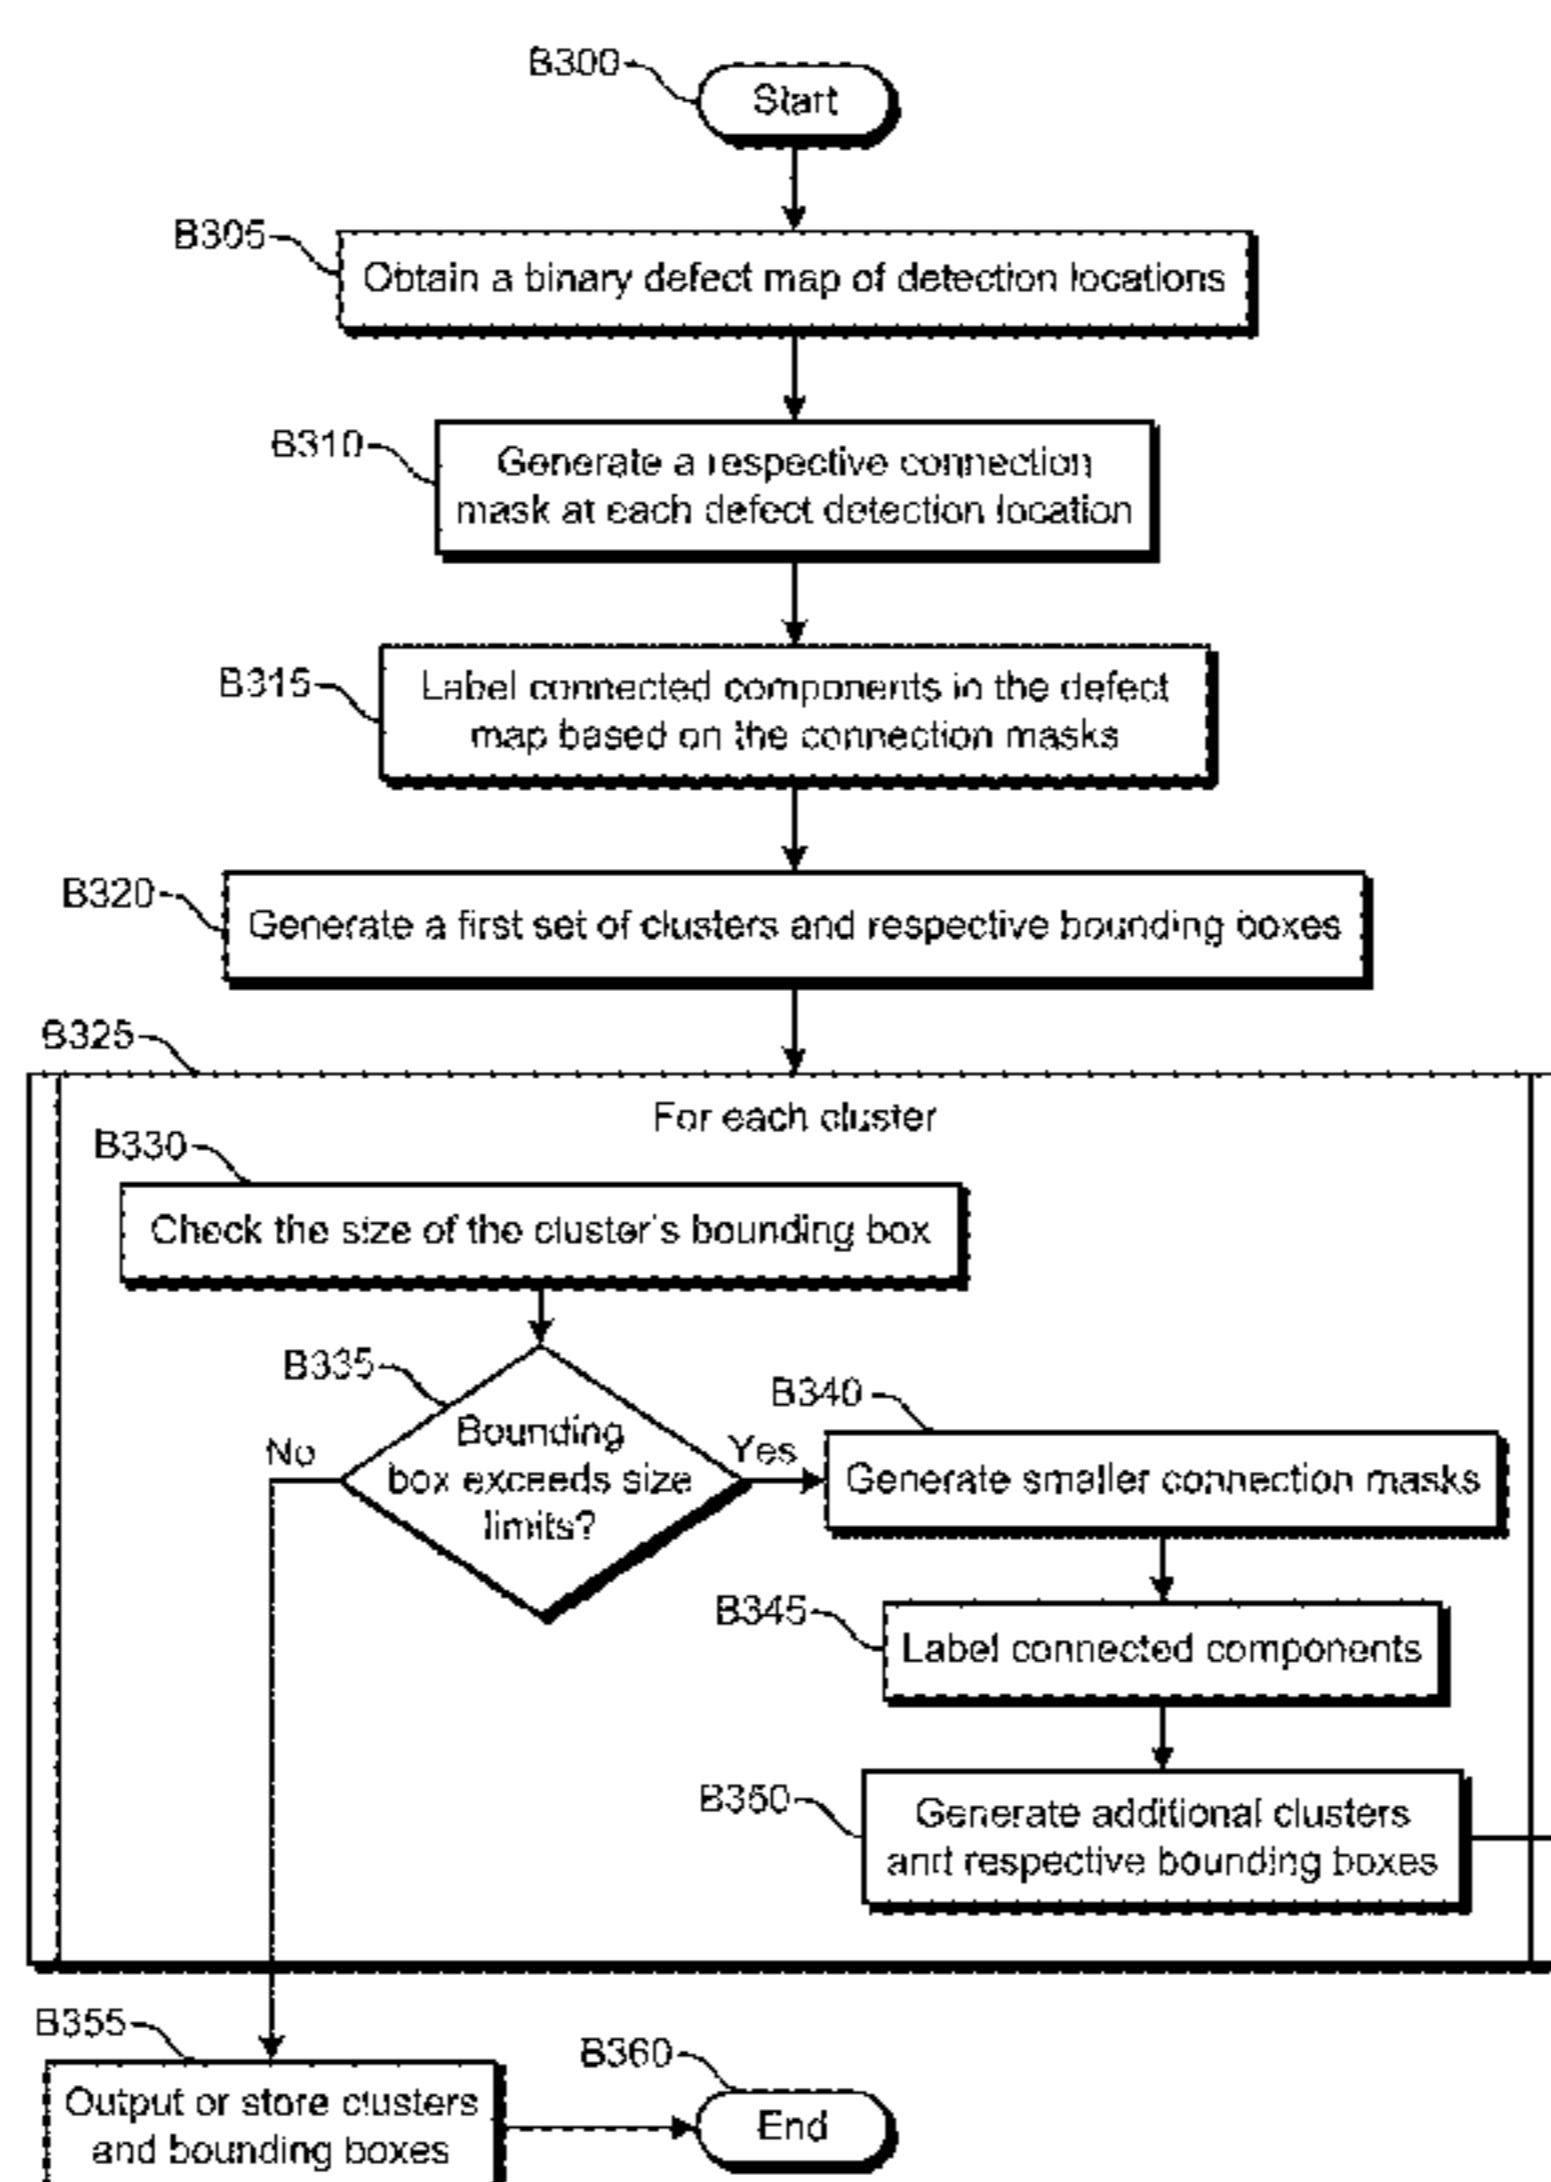 B300
Start
B305
Obtain a binary defect map of detection locations
B310
Generate a respective connection
mask at each defect detection location
B315
Label connected components in the defect
map based on the connection masks
B320
Generate a first set of clusters and respective bounding boxes
B325
For each cluster
B330
Check the size of the cluster's bounding box
B335
Bounding
box exceeds size
limits?
No
Yes
B340
Generate smaller connection masks
B345
Label connected components
B350
Generate additional clusters
and respective bounding boxes
B355
Output or store clusters
and bounding boxes
B360
End